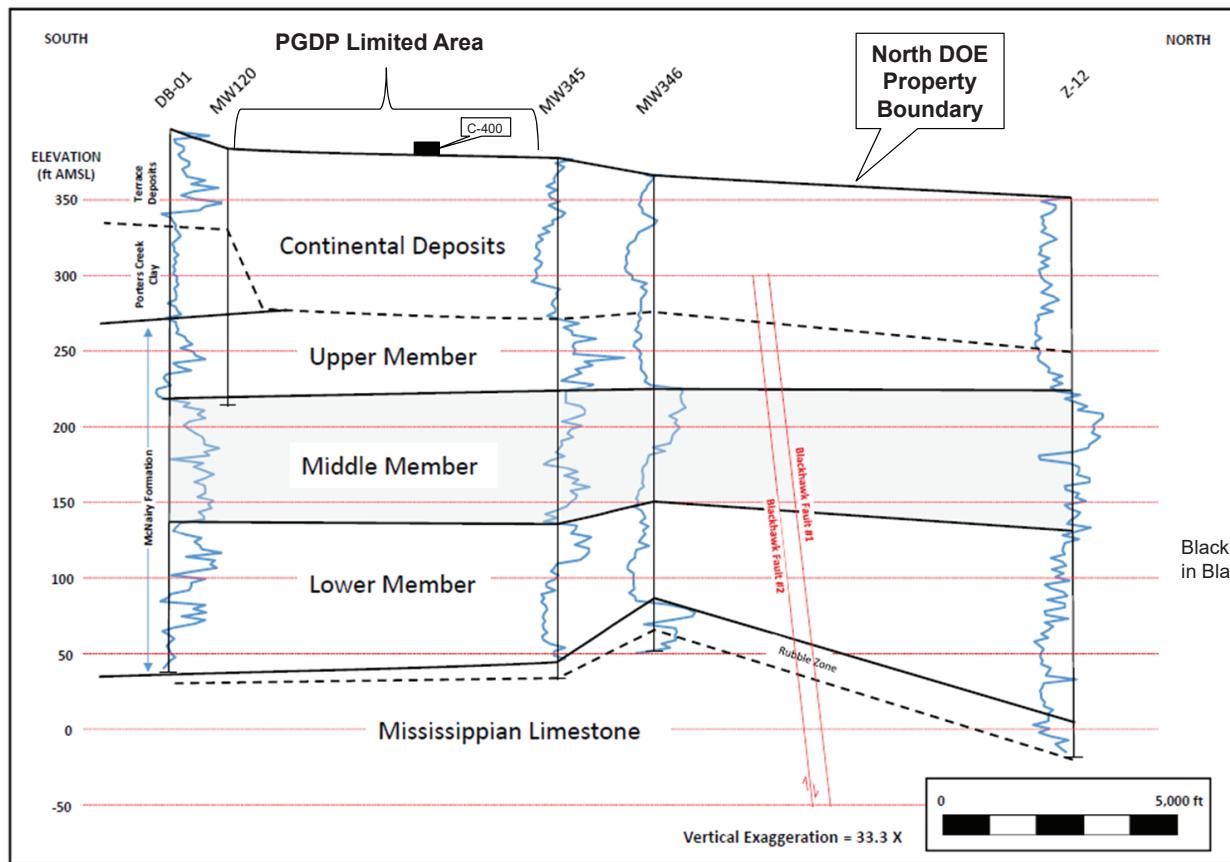 SOUTH
PGDP Limited Area
North DOE
Property
Boundary
NORTH
DB-01
MW120
MW345
MW346
Z-12
C-400
ELEVATION
(ft AMSL)
Terrace
Deposits
350
Continental Deposits
Porters Creek
Clay
300
Upper Member
250
200
Middle Member
McNairy Formation
Blackhawk Fault #1
Blackhawk Fault #2
150
Black
in Bla
Lower Member
100
50
Rubble Zone
0
Mississippian Limestone
-50
0
5,000 ft
Vertical Exaggeration = 33.3 X